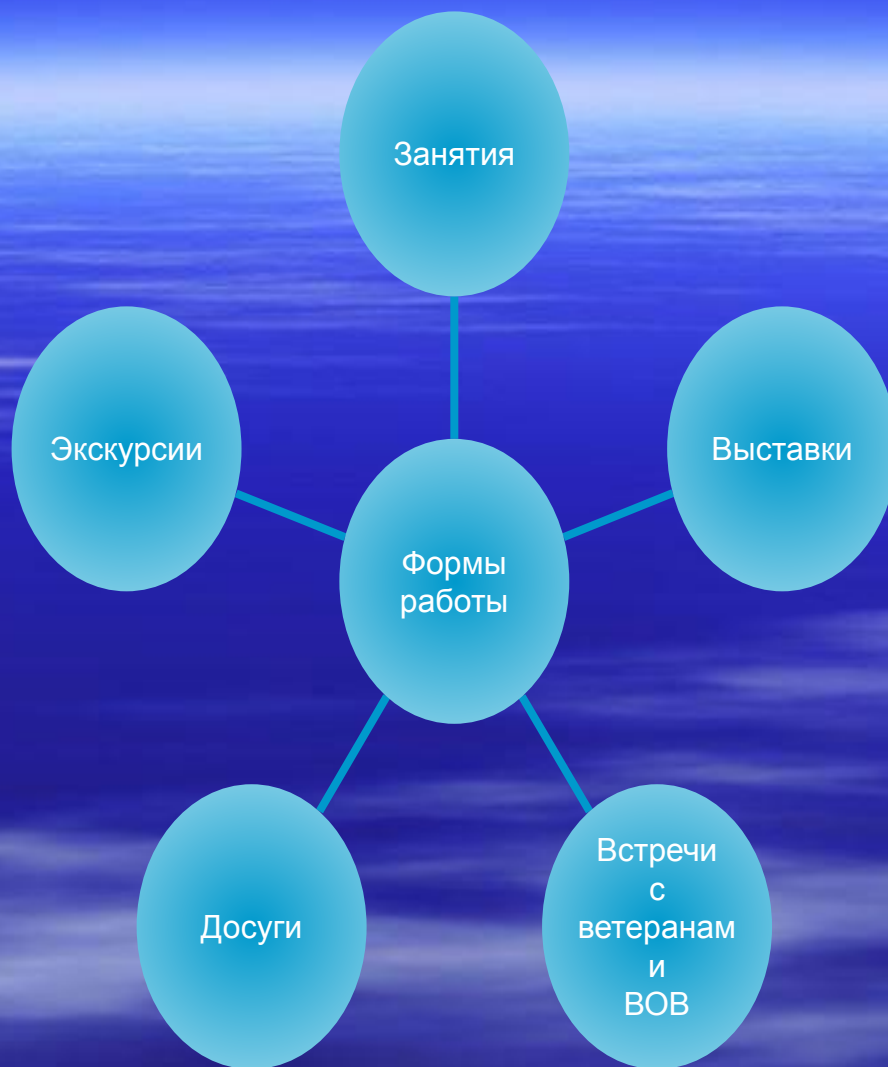 Занятия
Экскурсии
Выставки
Формы
работы
Досуги
Встречи
с
ветеранам
и
ВОВ